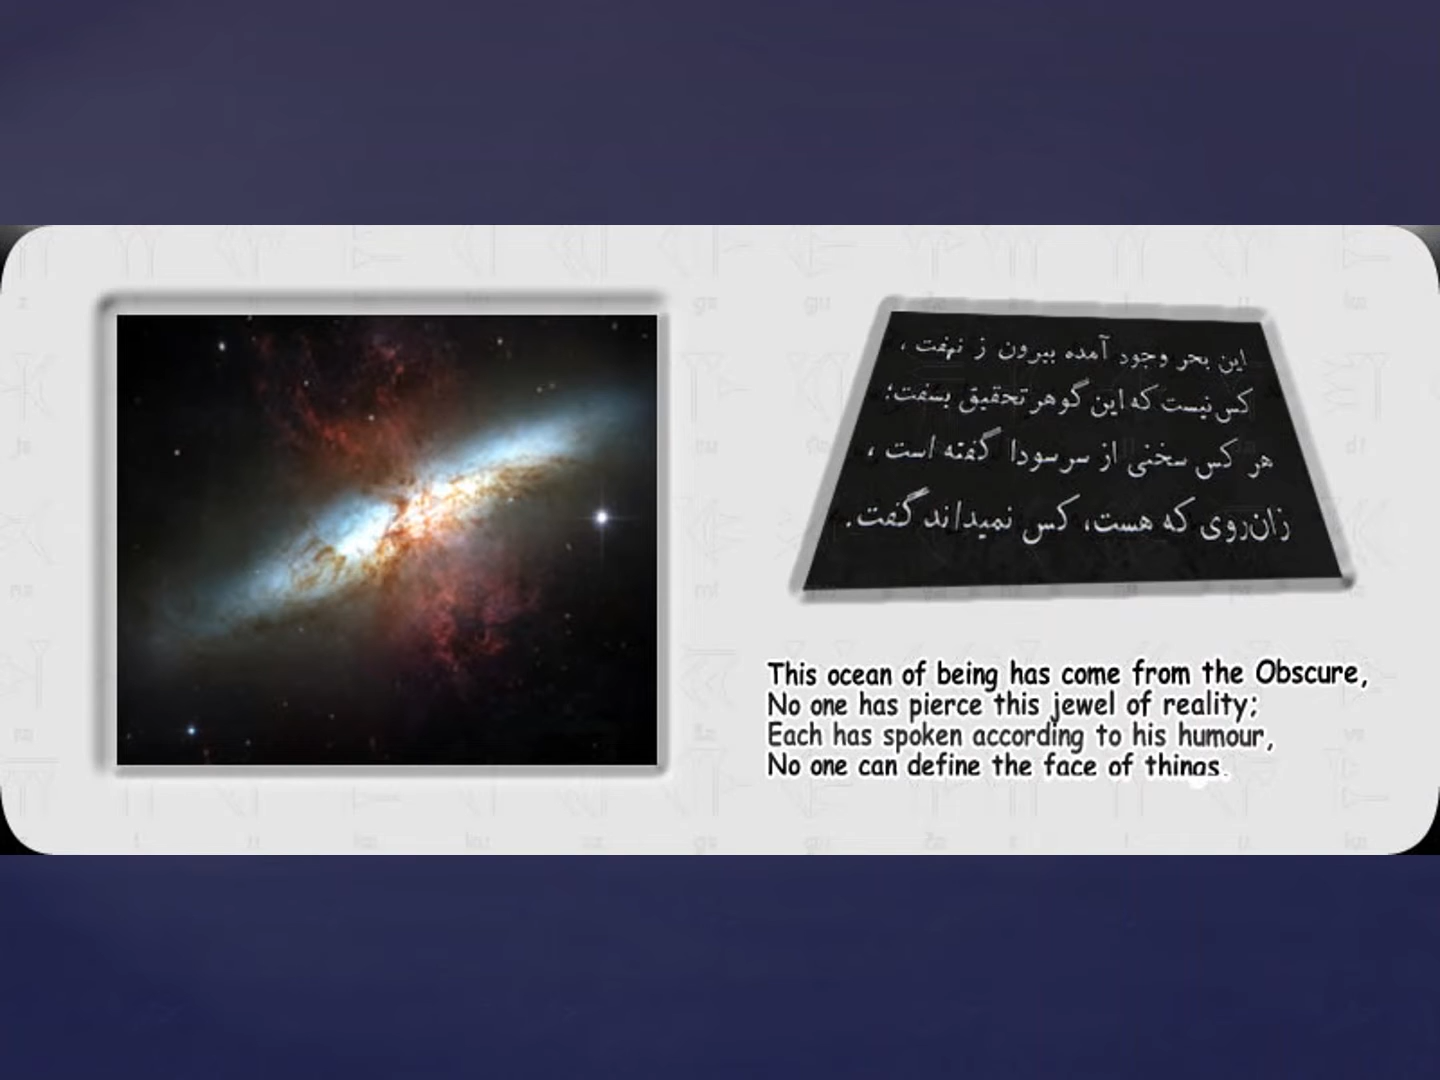 این بحر وجود آمده بیرون ز نهفت ،
کس نیست که این گوهر تحقیق بسفت؛
هر کس سخنی از سر سودا گفته است ،
زان‌روی که هست، کس نمیداند گفت.
This ocean of being has come from the Obscure,
No one has pierce this jewel of reality;
Each has spoken according to his humour,
No one can define the face of things.